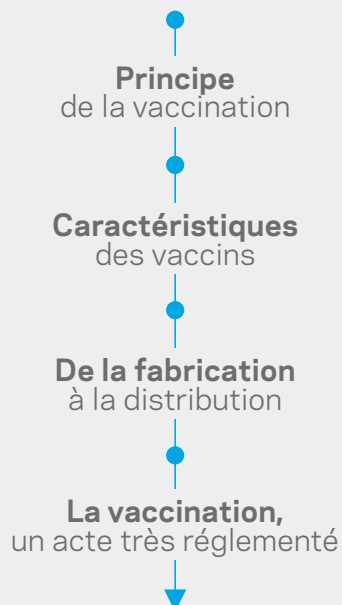 Principe
de la vaccination
Caractéristiques
des vaccins
De la fabrication
à la distribution
La vaccination,
un acte très réglementé